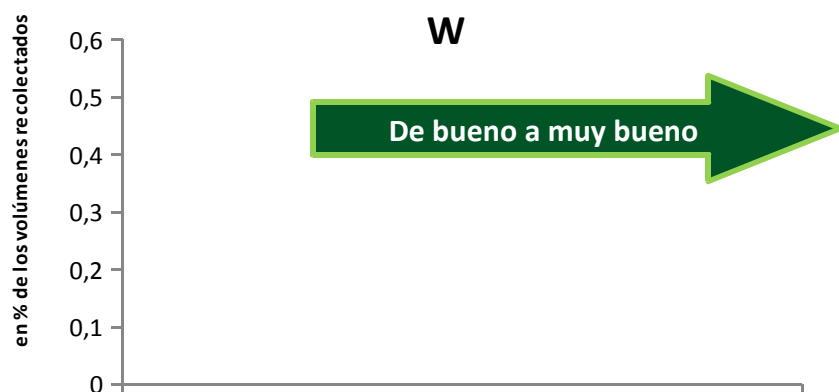 W
en % de los volúmenes recolectados
0,6
0,5
0,4
0,3
0,2
0,1
0
De bueno a muy bueno